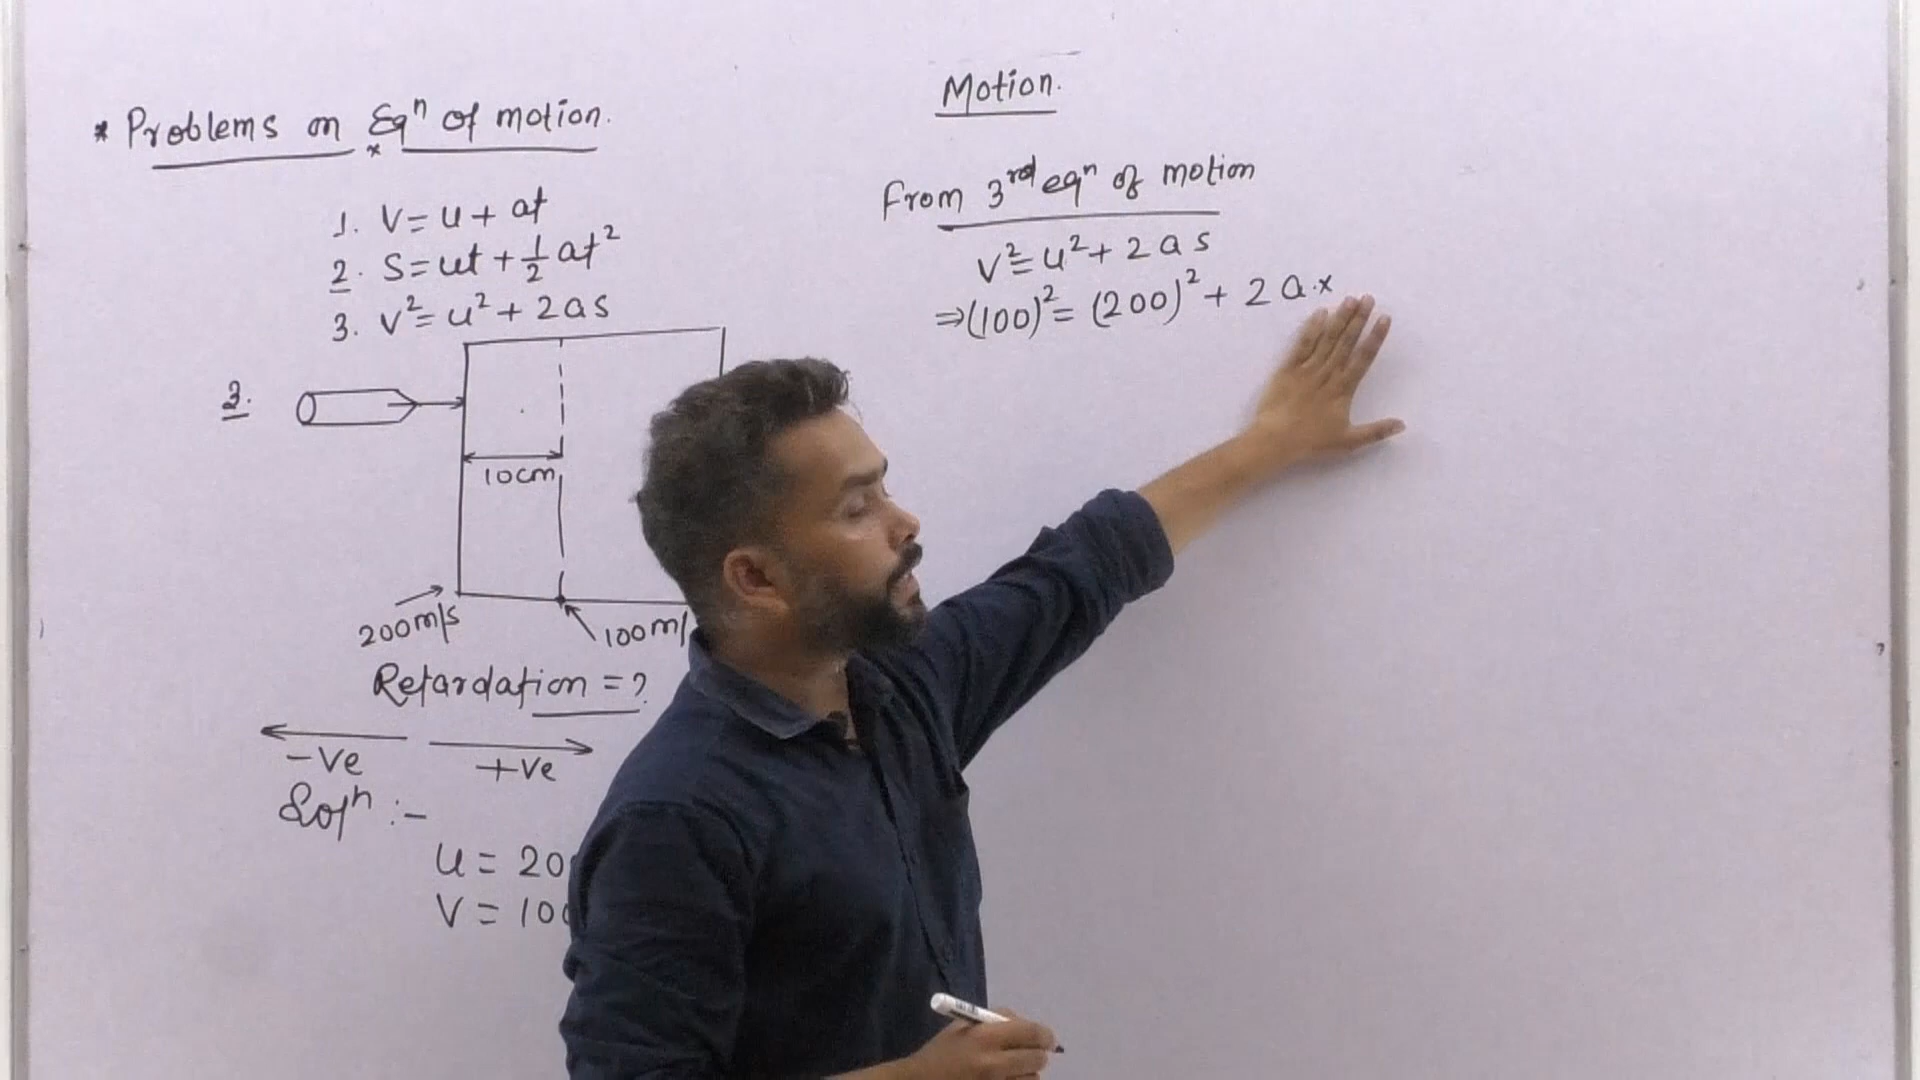 * Problems on Eqⁿ of motion.
1. V = u + at
2. S = ut + ½ at²
3. V² = u² + 2as
3.
10cm
200m/s
100m/
Retardation = ?
-ve
+ve
Solⁿ :-
u = 20
V = 10
Motion.
From 3rd eqⁿ of motion
V² = u² + 2as
⇒ (100)² = (200)² + 2a.x